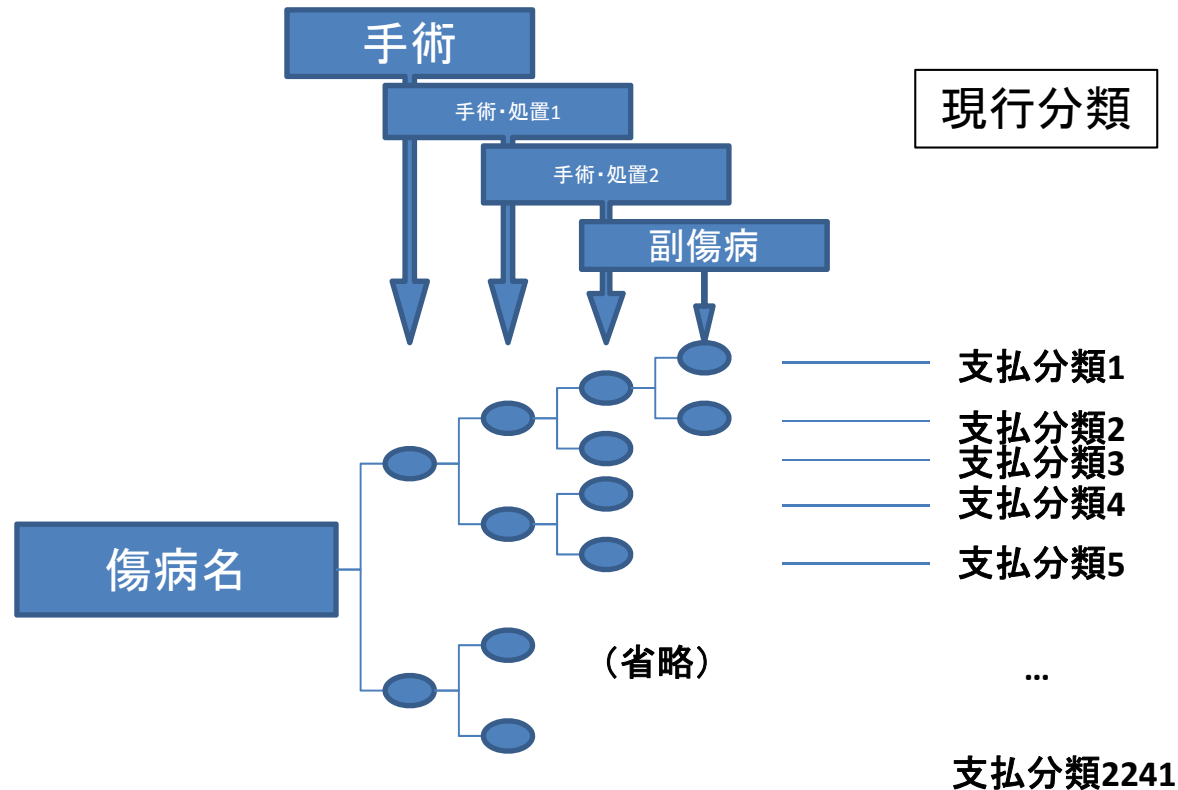 手術
現行分類
手術・処置1
手術・処置2
副傷病
支払分類1
支払分類2
支払分類3
支払分類4
傷病名
支払分類5
（省略）
…
支払分類2241